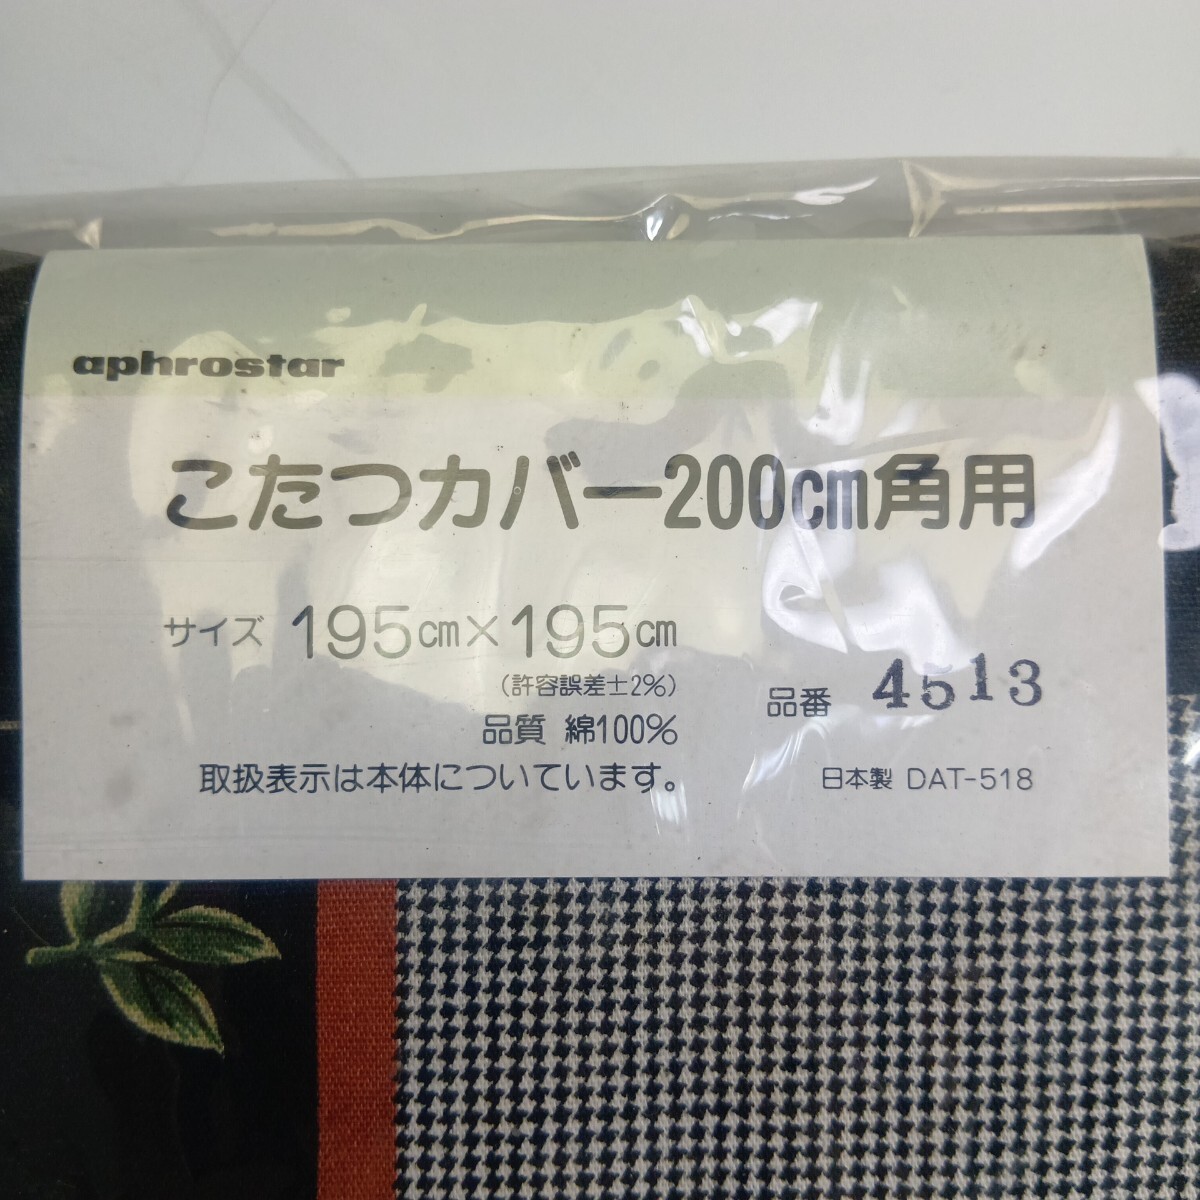 aphrostar
こたつカバー200cm角用
サイズ 195cm×195cm
(許容誤差±2%)
品質 綿100%
取扱表示は本体についています。
品番 4513
日本製 DAT-518